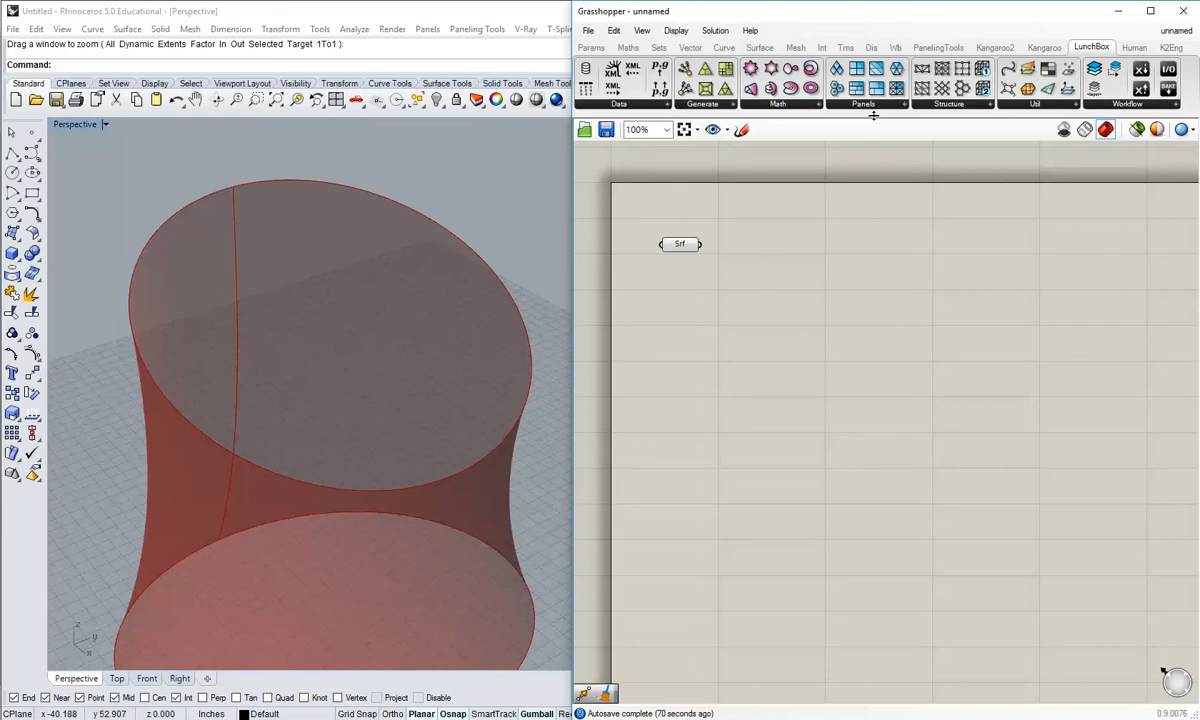 Untitled - Rhinoceros 5.0 Educational - [Perspective]
File Edit View Curve Surface Solid Mesh Dimension Transform Tools Analyze Render Panels V-Ray T-Spli
Drag a window to zoom ( All Dynamic Extents Factor In Out Selected Target 1To1 ):
Command:
Standard CPlanes Set View Display Select Viewport Layout Visibility Transform Curve Tools Surface Tools Solid Tools Mesh Tools
Perspective
z
y
x
Perspective Top Front Right
End Near Point Mid Cen Int Perp Tan Quad Knot Vertex Project Disable
CPlane x -40.188 y 52.907 z 0.000 Inches Default Grid Snap Ortho Planar Osnap SmartTrack Gumball Re
Grasshopper - unnamed
File Edit View Display Solution Help unnamed
Params Maths Sets Vector Curve Surface Mesh Int Trns Dis Wb PanelingTools Kangaroo2 Kangaroo LunchBox Human K2Eng
XML XML p,q I/O
XML p,q BAKE
Data Generate Math Panels Structure Util Workflow
100%
Srf
Autosave complete (70 seconds ago) 0.9.0076